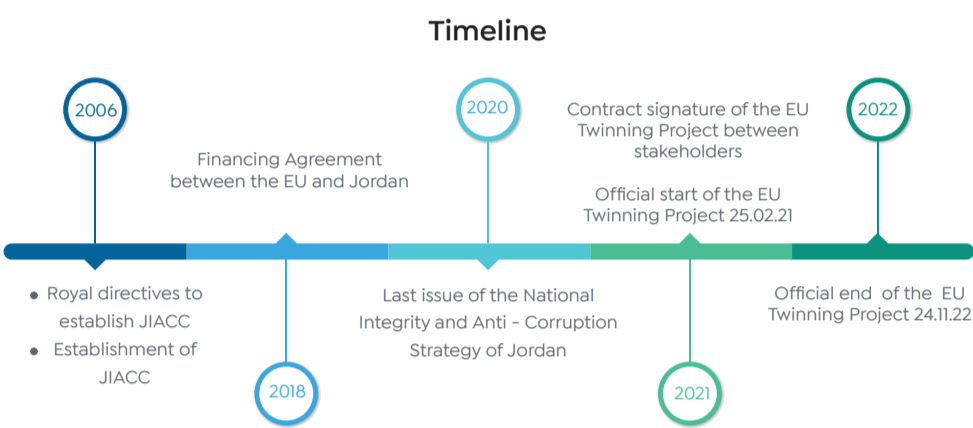 Timeline
2006
● Royal directives to
establish JIACC
● Establishment of
JIACC
Financing Agreement
between the EU and Jordan
2018
2020
Last issue of the National
Integrity and Anti - Corruption
Strategy of Jordan
Contract signature of the EU
Twinning Project between
stakeholders
Official start of the EU
Twinning Project 25.02.21
2021
2022
Official end of the EU
Twinning Project 24.11.22